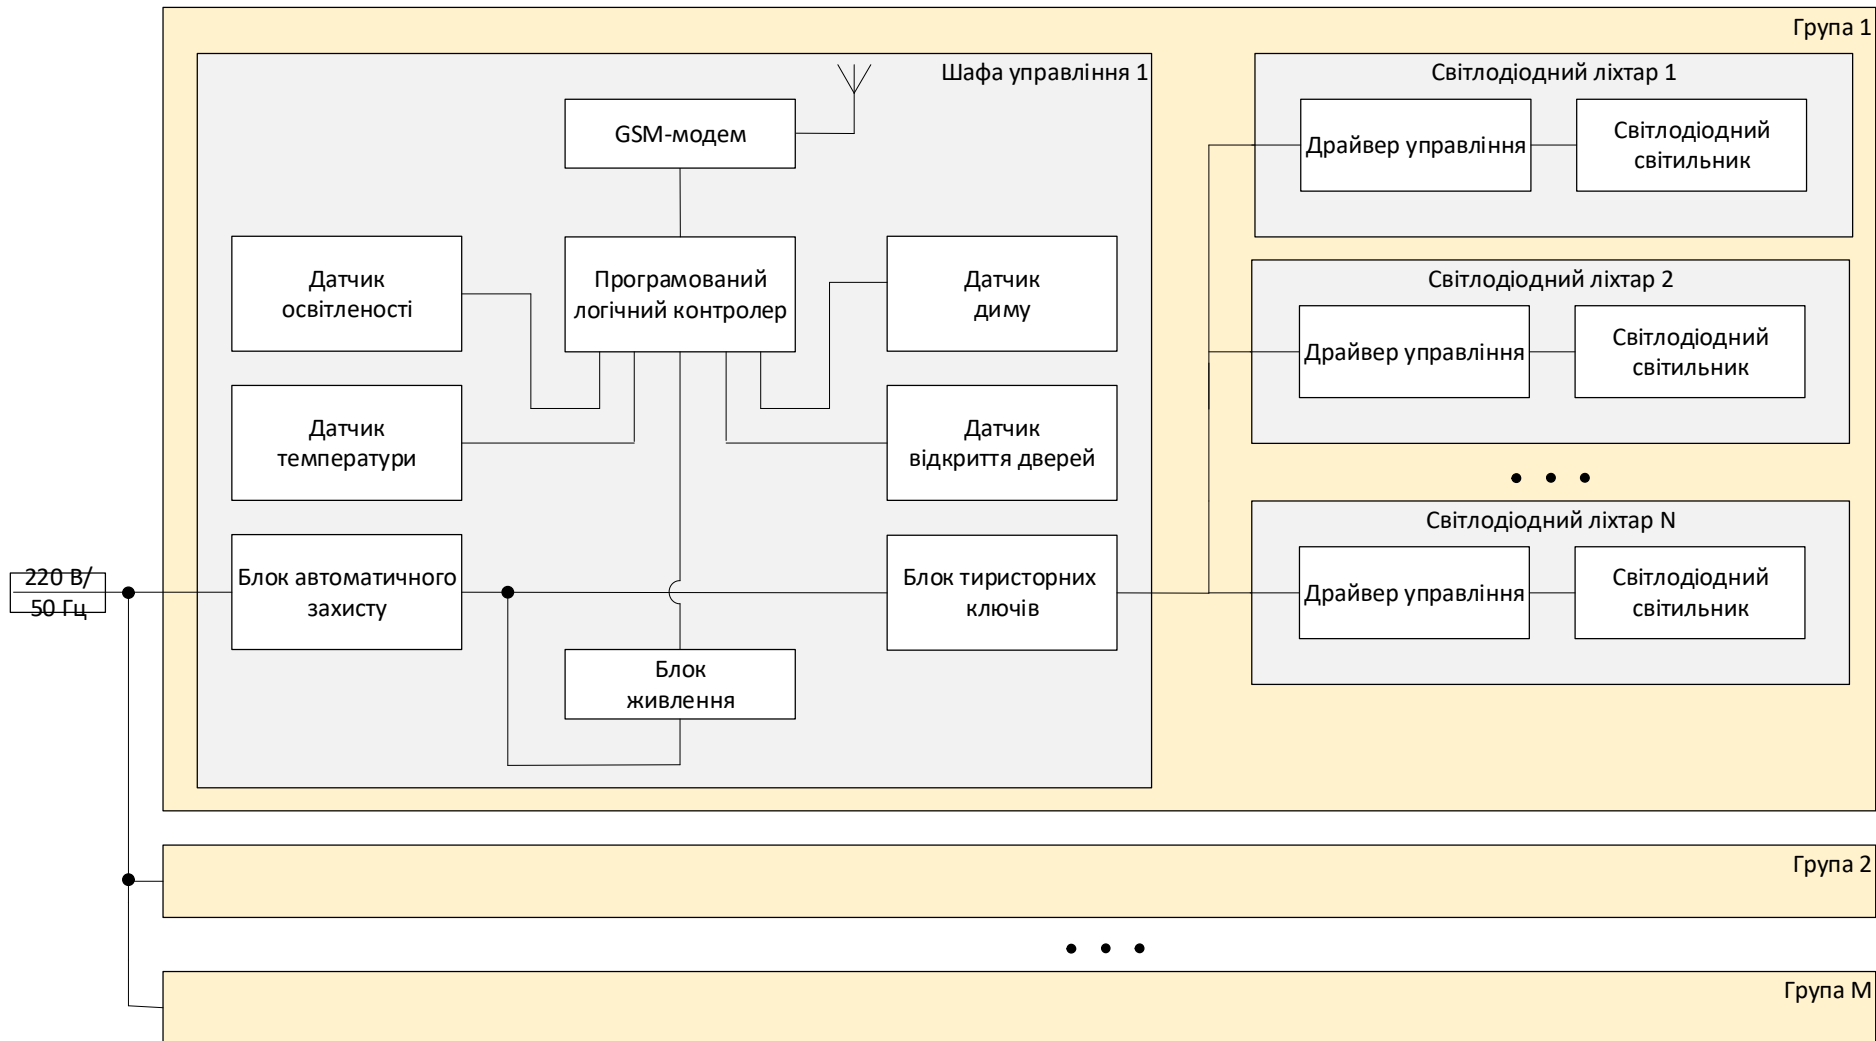 Група 1
Шафа управління 1
GSM-модем
Датчик
освітленості
Програмований
логічний контролер
Датчик
диму
Датчик
температури
Датчик
відкриття дверей
220 В/
50 Гц
Блок автоматичного
захисту
Блок тиристорних
ключів
Блок
живлення
Світлодіодний ліхтар 1
Драйвер управління
Світлодіодний
світильник
Світлодіодний ліхтар 2
Драйвер управління
Світлодіодний
світильник
Світлодіодний ліхтар N
Драйвер управління
Світлодіодний
світильник
Група 2
Група M